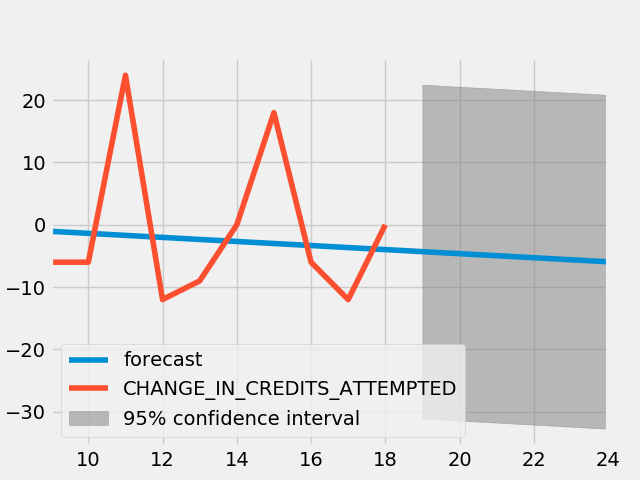 20
10
0
−10
−20
−30
forecast
CHANGE_IN_CREDITS_ATTEMPTED
95% confidence interval
10 12 14 16 18 20 22 24